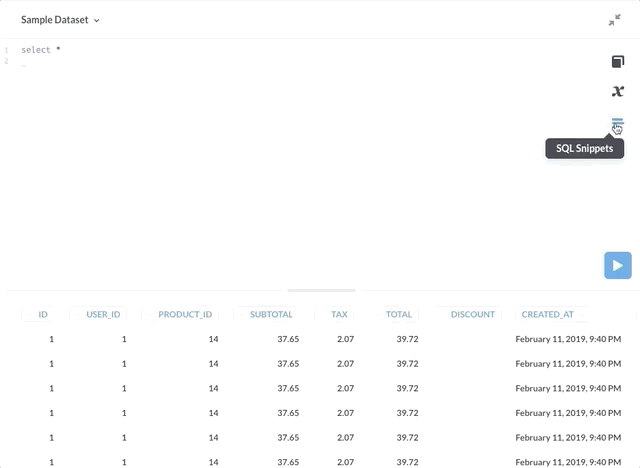 Sample Dataset
1 select *
2
x
SQL Snippets
ID USER_ID PRODUCT_ID SUBTOTAL TAX TOTAL DISCOUNT CREATED_AT
1 1 14 37.65 2.07 39.72 February 11, 2019, 9:40 PM
1 1 14 37.65 2.07 39.72 February 11, 2019, 9:40 PM
1 1 14 37.65 2.07 39.72 February 11, 2019, 9:40 PM
1 1 14 37.65 2.07 39.72 February 11, 2019, 9:40 PM
1 1 14 37.65 2.07 39.72 February 11, 2019, 9:40 PM
1 1 14 37.65 2.07 39.72 February 11, 2019, 9:40 PM